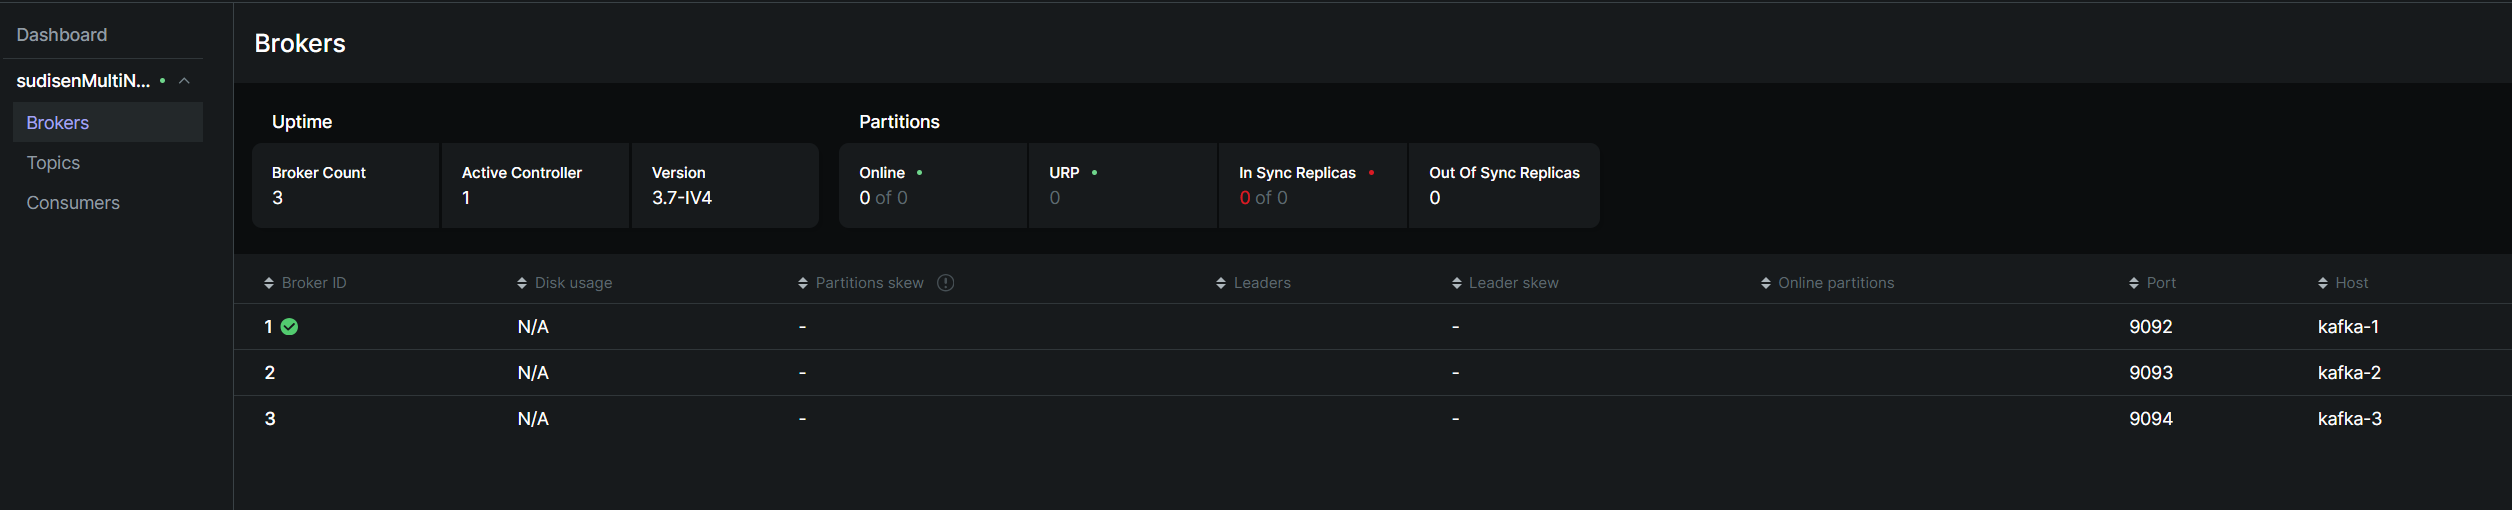 Dashboard
sudisenMultiN...
Brokers
Topics
Consumers
Brokers
Uptime
Broker Count
3
Active Controller
1
Version
3.7-IV4
Partitions
Online
0 of 0
URP
0
In Sync Replicas
0 of 0
Out Of Sync Replicas
0
Broker ID Disk usage Partitions skew Leaders Leader skew Online partitions Port Host
1 N/A - - 9092 kafka-1
2 N/A - - 9093 kafka-2
3 N/A - - 9094 kafka-3